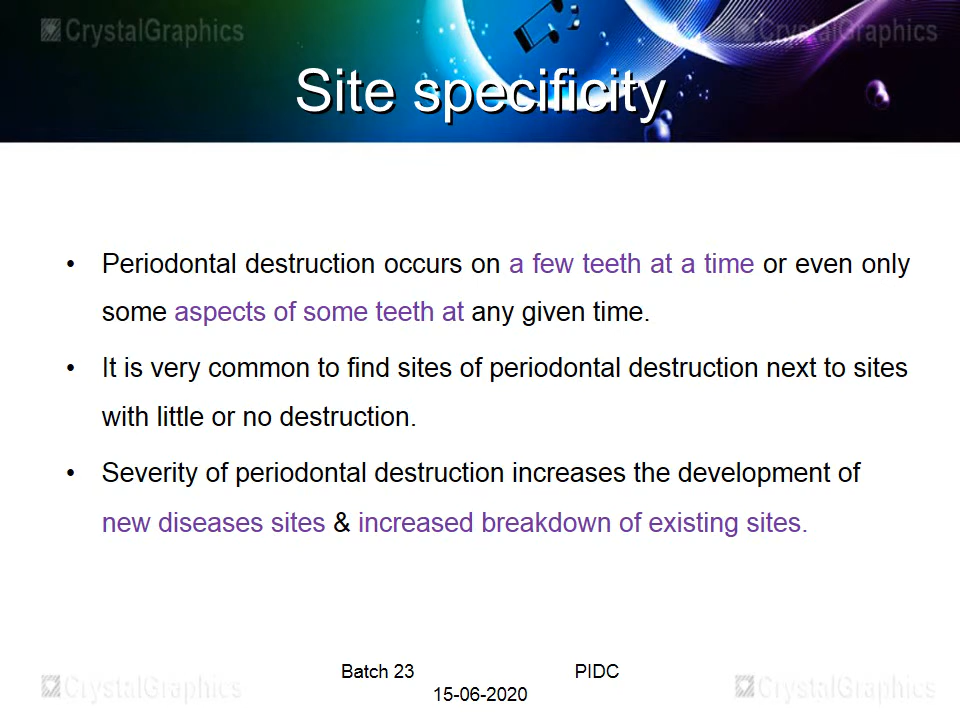 CrystalGraphics
CrystalGraphics
Site specificity
• Periodontal destruction occurs on a few teeth at a time or even only
some aspects of some teeth at any given time.
• It is very common to find sites of periodontal destruction next to sites
with little or no destruction.
• Severity of periodontal destruction increases the development of
new diseases sites & increased breakdown of existing sites.
Batch 23 PIDC
15-06-2020
CrystalGraphics
CrystalGraphics